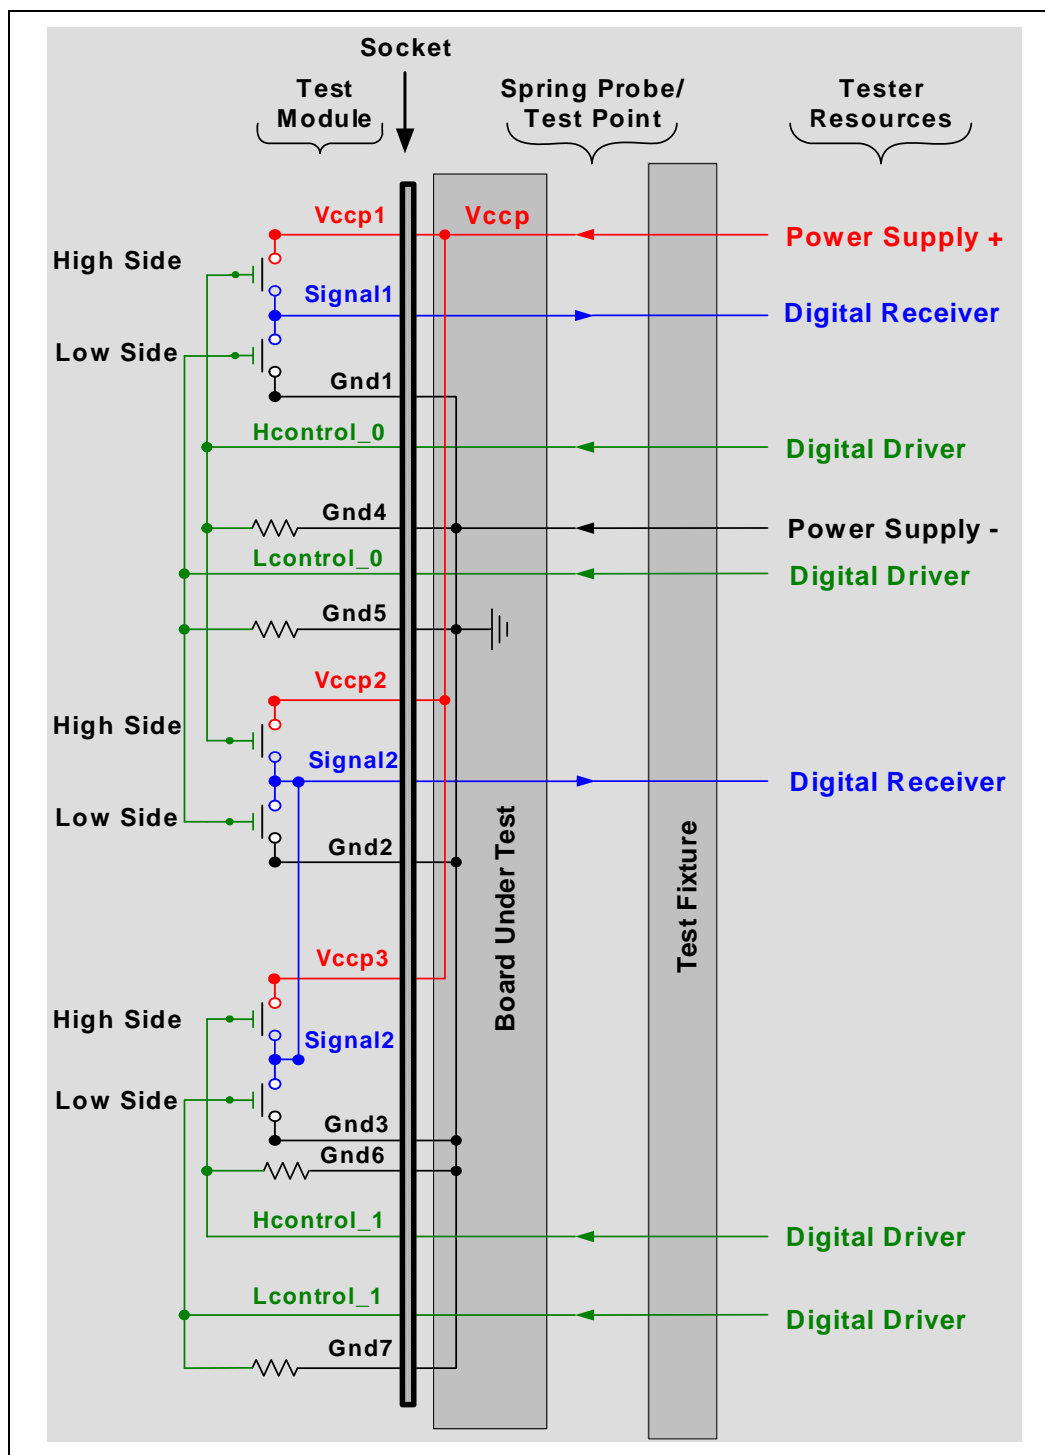 Socket
Test
Module
Spring Probe/
Test Point
Tester
Resources
Vccp1
Vccp
Power Supply +
High Side
Signal1
Digital Receiver
Low Side
Gnd1
Hcontrol_0
Digital Driver
Gnd4
Power Supply -
Lcontrol_0
Digital Driver
Gnd5
Vccp2
High Side
Signal2
Digital Receiver
Low Side
Gnd2
Board Under Test
Test Fixture
Vccp3
High Side
Signal2
Low Side
Gnd3
Gnd6
Hcontrol_1
Digital Driver
Lcontrol_1
Digital Driver
Gnd7